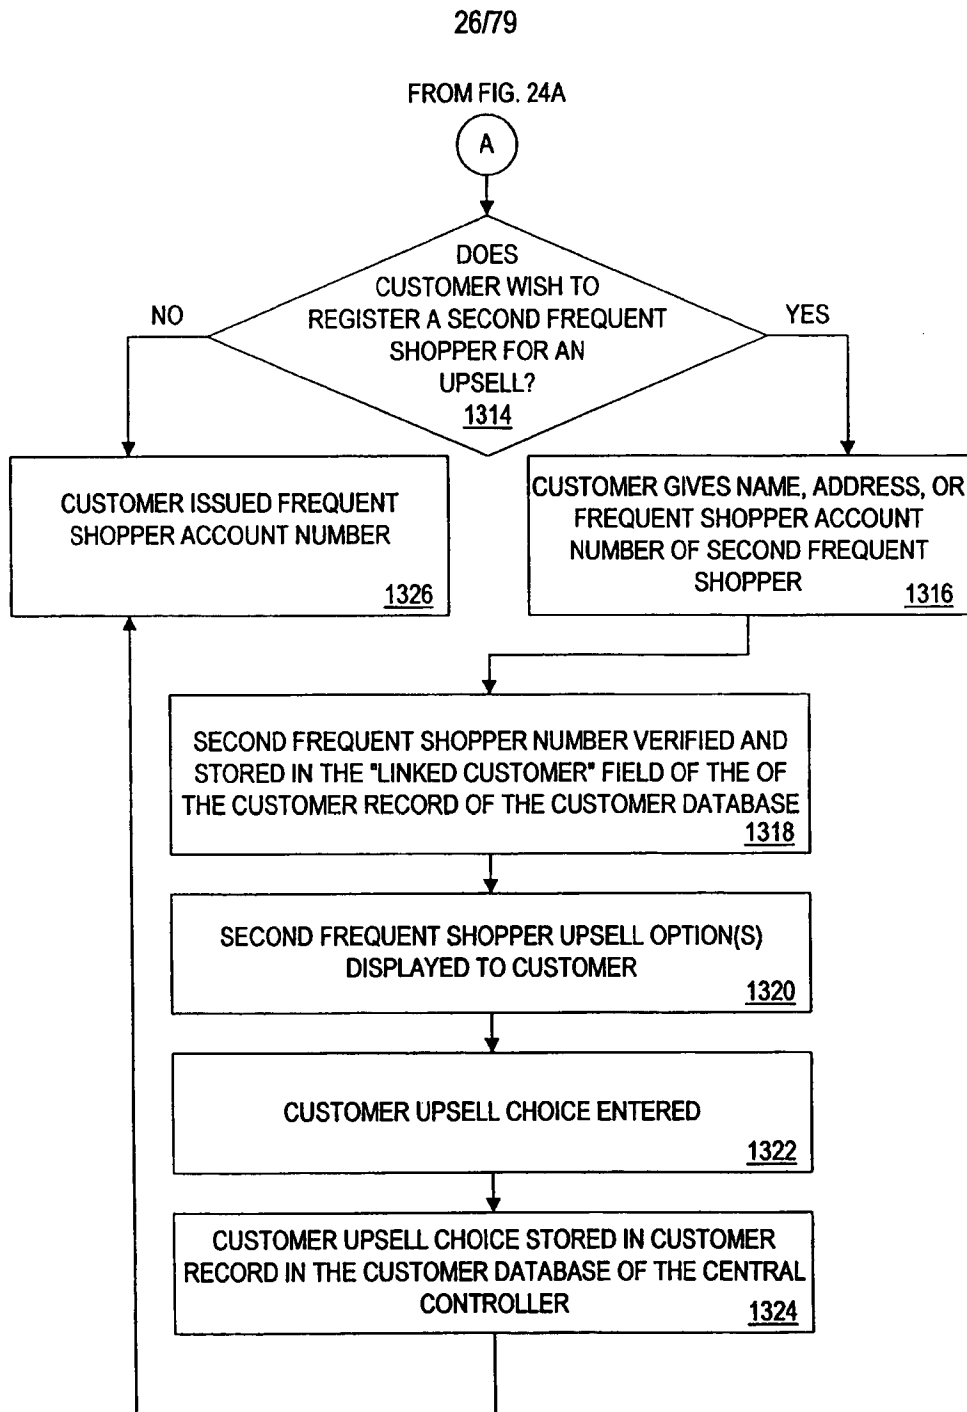 26/79
FROM FIG. 24A
A
DOES
CUSTOMER WISH TO
REGISTER A SECOND FREQUENT
SHOPPER FOR AN
UPSELL?
1314
NO
YES
CUSTOMER ISSUED FREQUENT
SHOPPER ACCOUNT NUMBER
1326
CUSTOMER GIVES NAME, ADDRESS, OR
FREQUENT SHOPPER ACCOUNT
NUMBER OF SECOND FREQUENT
SHOPPER
1316
SECOND FREQUENT SHOPPER NUMBER VERIFIED AND
STORED IN THE "LINKED CUSTOMER" FIELD OF THE OF
THE CUSTOMER RECORD OF THE CUSTOMER DATABASE
1318
SECOND FREQUENT SHOPPER UPSELL OPTION(S)
DISPLAYED TO CUSTOMER
1320
CUSTOMER UPSELL CHOICE ENTERED
1322
CUSTOMER UPSELL CHOICE STORED IN CUSTOMER
RECORD IN THE CUSTOMER DATABASE OF THE CENTRAL
CONTROLLER
1324